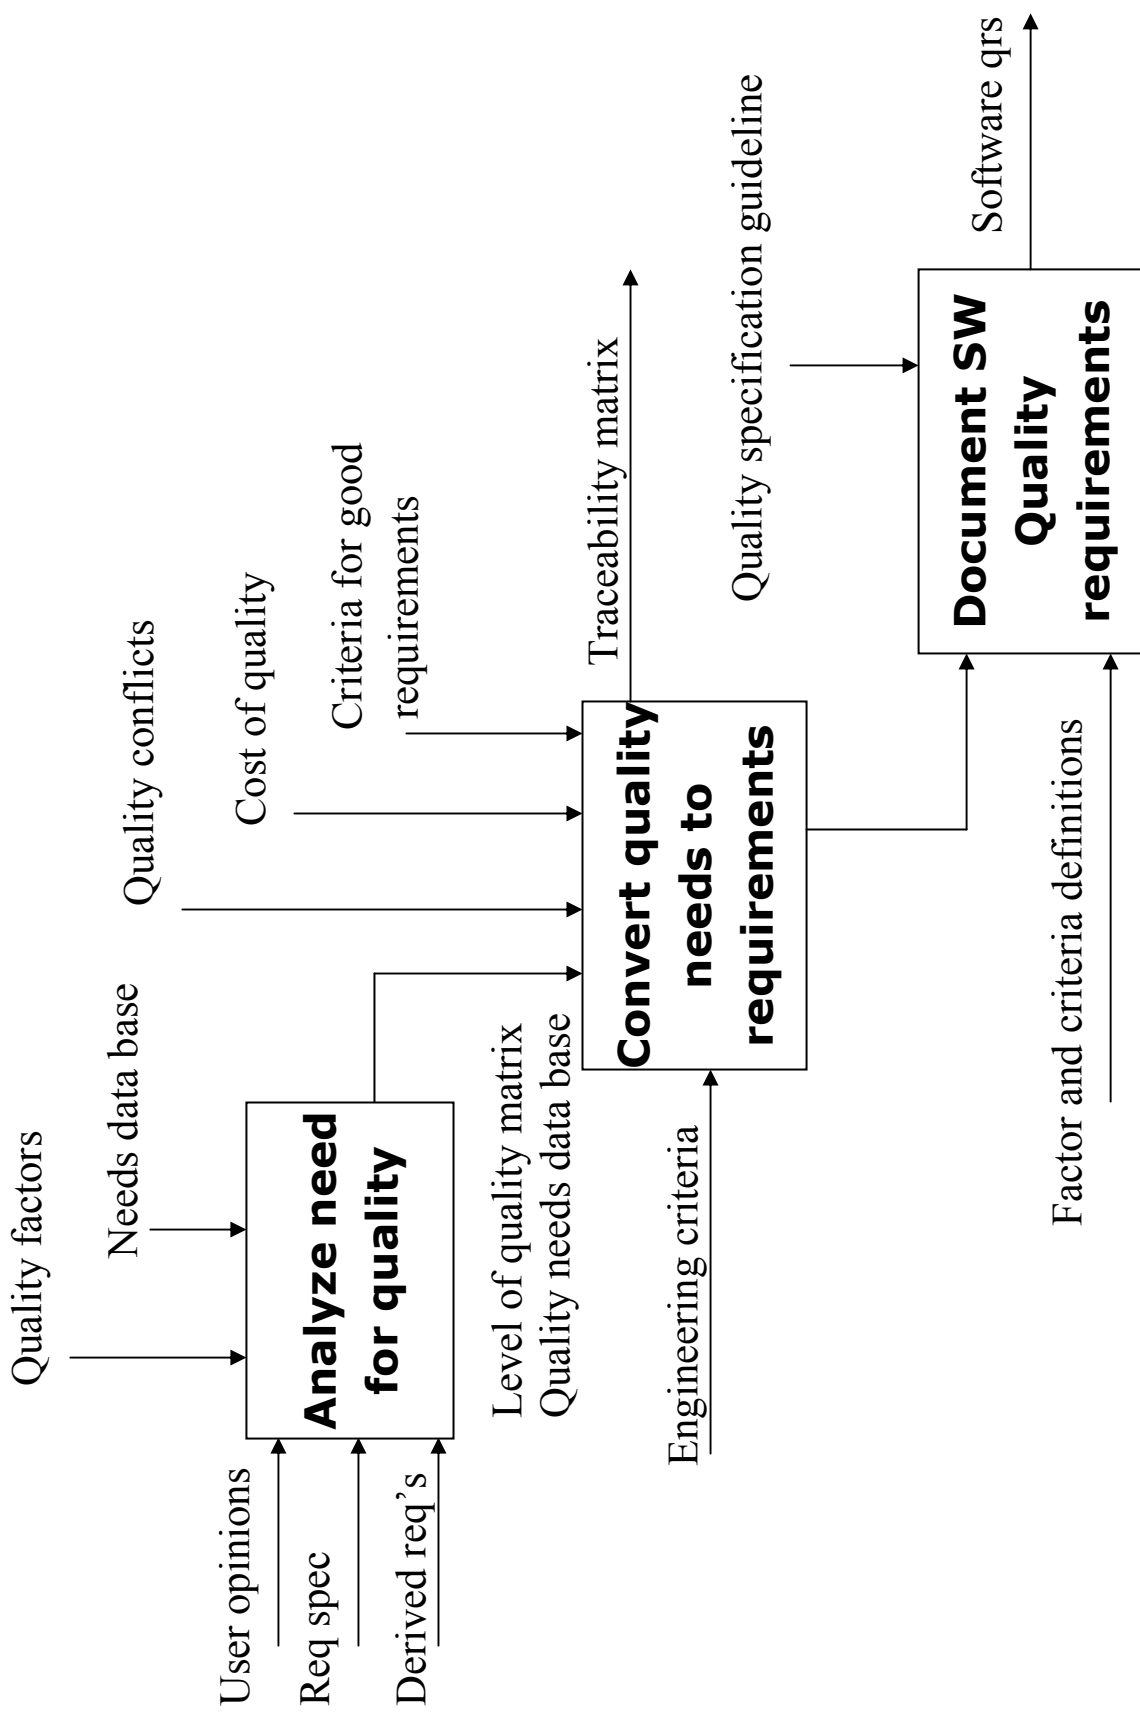 Quality factors
Needs data base
User opinions
Req spec
Derived req’s
Analyze need
for quality
Quality conflicts
Cost of quality
Criteria for good
requirements
Level of quality matrix
Quality needs data base
Engineering criteria
Convert quality
needs to
requirements
Traceability matrix
Quality specification guideline
Factor and criteria definitions
Document SW
Quality
requirements
Software qrs